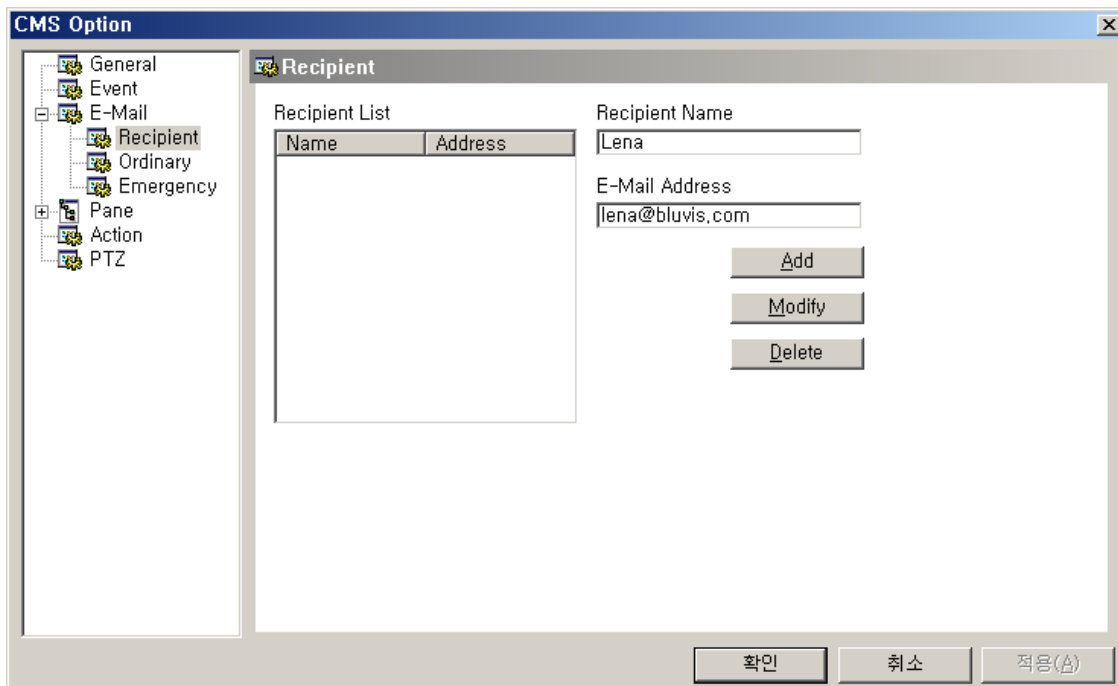 CMS Option
General
Event
E-Mail
Recipient
Ordinary
Emergency
Pane
Action
PTZ
Recipient
Recipient List
Name Address
Recipient Name
Lena
E-Mail Address
lena@bluvis.com
Add
Modify
Delete
확인 취소 적용(A)